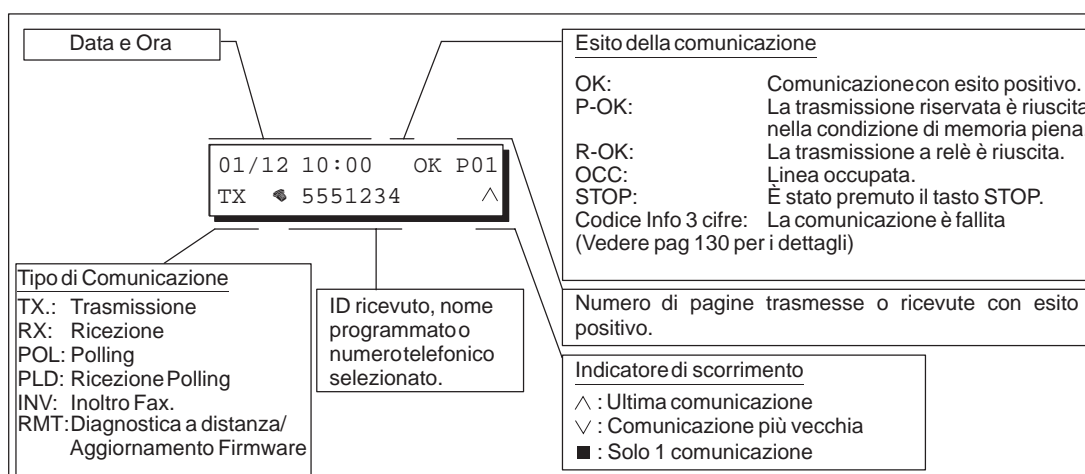 Data e Ora
01/12 10:00 OK P01
TX 5551234 ∧
Esito della comunicazione
OK: Comunicazione con esito positivo.
P-OK: La trasmissione riservata è riuscita
nella condizione di memoria piena.
R-OK: La trasmissione a relè è riuscita.
OCC: Linea occupata.
STOP: È stato premuto il tasto STOP.
Codice Info 3 cifre: La comunicazione è fallita
(Vedere pag 130 per i dettagli)
Tipo di Comunicazione
TX.: Trasmissione
RX: Ricezione
POL: Polling
PLD: Ricezione Polling
INV: Inoltro Fax.
RMT: Diagnostica a distanza/
Aggiornamento Firmware
ID ricevuto, nome
programmato o
numero telefonico
selezionato.
Numero di pagine trasmesse o ricevute con esito
positivo.
Indicatore di scorrimento
∧ : Ultima comunicazione
∨ : Comunicazione più vecchia
■ : Solo 1 comunicazione